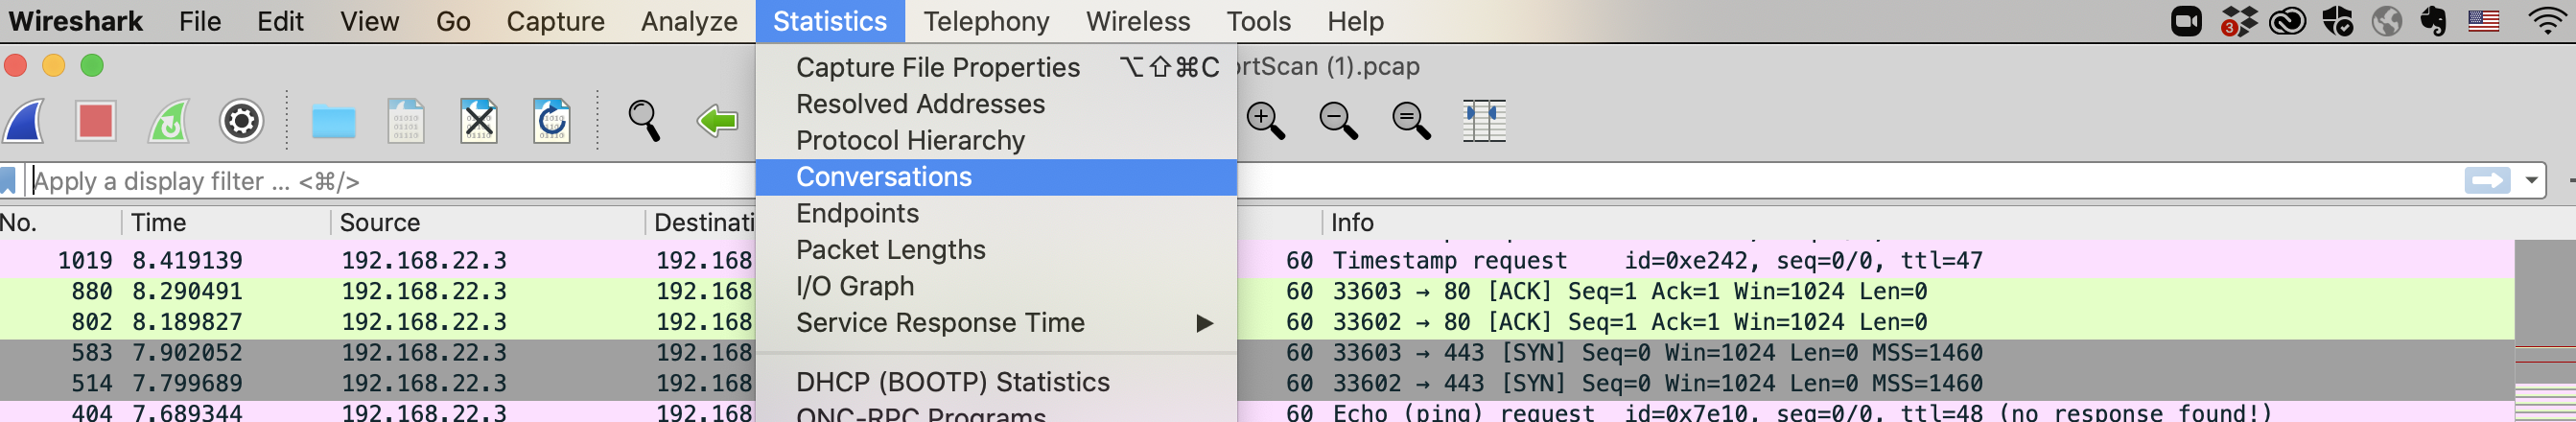 Wireshark File Edit View Go Capture Analyze Statistics Telephony Wireless Tools Help
3
Capture File Properties ⌥⇧⌘C
ortScan (1).pcap
Resolved Addresses
Protocol Hierarchy
Conversations
Endpoints
Packet Lengths
I/O Graph
Service Response Time
DHCP (BOOTP) Statistics
ONC-RPC Programs
Apply a display filter ... <⌘/>
No. Time Source Destinati Info
1019 8.419139 192.168.22.3 192.168 60 Timestamp request id=0xe242, seq=0/0, ttl=47
880 8.290491 192.168.22.3 192.168 60 33603 → 80 [ACK] Seq=1 Ack=1 Win=1024 Len=0
802 8.189827 192.168.22.3 192.168 60 33602 → 80 [ACK] Seq=1 Ack=1 Win=1024 Len=0
583 7.902052 192.168.22.3 192.168 60 33603 → 443 [SYN] Seq=0 Win=1024 Len=0 MSS=1460
514 7.799689 192.168.22.3 192.168 60 33602 → 443 [SYN] Seq=0 Win=1024 Len=0 MSS=1460
404 7.689344 192.168.22.3 192.168 60 Echo (ping) request id=0x7e10, seq=0/0, ttl=48 (no response found!)